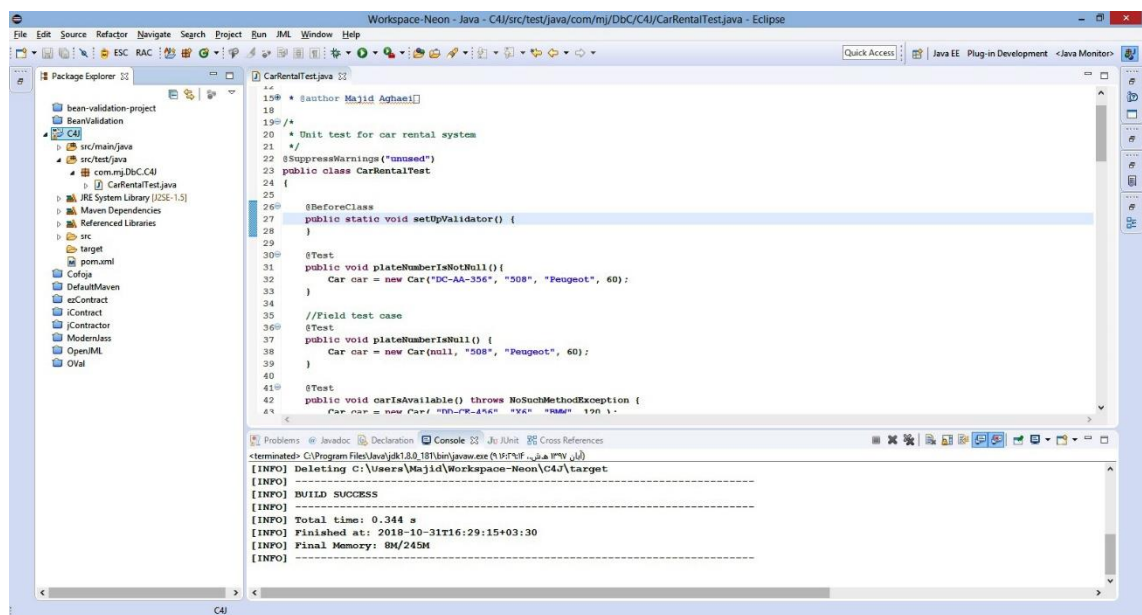 Workspace-Neon - Java - C4J/src/test/java/com/mj/DbC/C4J/CarRentalTest.java - Eclipse
File Edit Source Refactor Navigate Search Project Run JML Window Help
ESC RAC
Quick Access Java EE Plug-in Development <Java Monitor>
Package Explorer
bean-validation-project
BeanValidation
C4J
src/main/java
src/test/java
com.mj.DbC.C4J
CarRentalTest.java
JRE System Library [J2SE-1.5]
Maven Dependencies
Referenced Libraries
src
target
pom.xml
Cofoja
DefaultMaven
ezContract
iContract
jContractor
ModernJass
OpenJML
OVal
CarRentalTest.java
15 * @author Majid Aghaei
18
19 /*
20 * Unit test for car rental system
21 */
22 @SuppressWarnings("unused")
23 public class CarRentalTest
24 {
25
26 @BeforeClass
27 public static void setUpValidator() {
28 }
29
30 @Test
31 public void plateNumberIsNotNull(){
32 Car car = new Car("DC-AA-356", "508", "Peugeot", 60);
33 }
34
35 //Field test case
36 @Test
37 public void plateNumberIsNull() {
38 Car car = new Car(null, "508", "Peugeot", 60);
39 }
40
41 @Test
42 public void carIsAvailable() throws NoSuchMethodException {
43 Car car = new Car( "DD-CE-456", "X6", "BMW", 120 );
Problems Javadoc Declaration Console JUnit Cross References
<terminated> C:\Program Files\Java\jdk1.8.0_181\bin\javaw.exe
[INFO] Deleting C:\Users\Majid\Workspace-Neon\C4J\target
[INFO] ------------------------------------------------------------------------
[INFO] BUILD SUCCESS
[INFO] ------------------------------------------------------------------------
[INFO] Total time: 0.344 s
[INFO] Finished at: 2018-10-31T16:29:15+03:30
[INFO] Final Memory: 8M/245M
[INFO] ------------------------------------------------------------------------
C4J